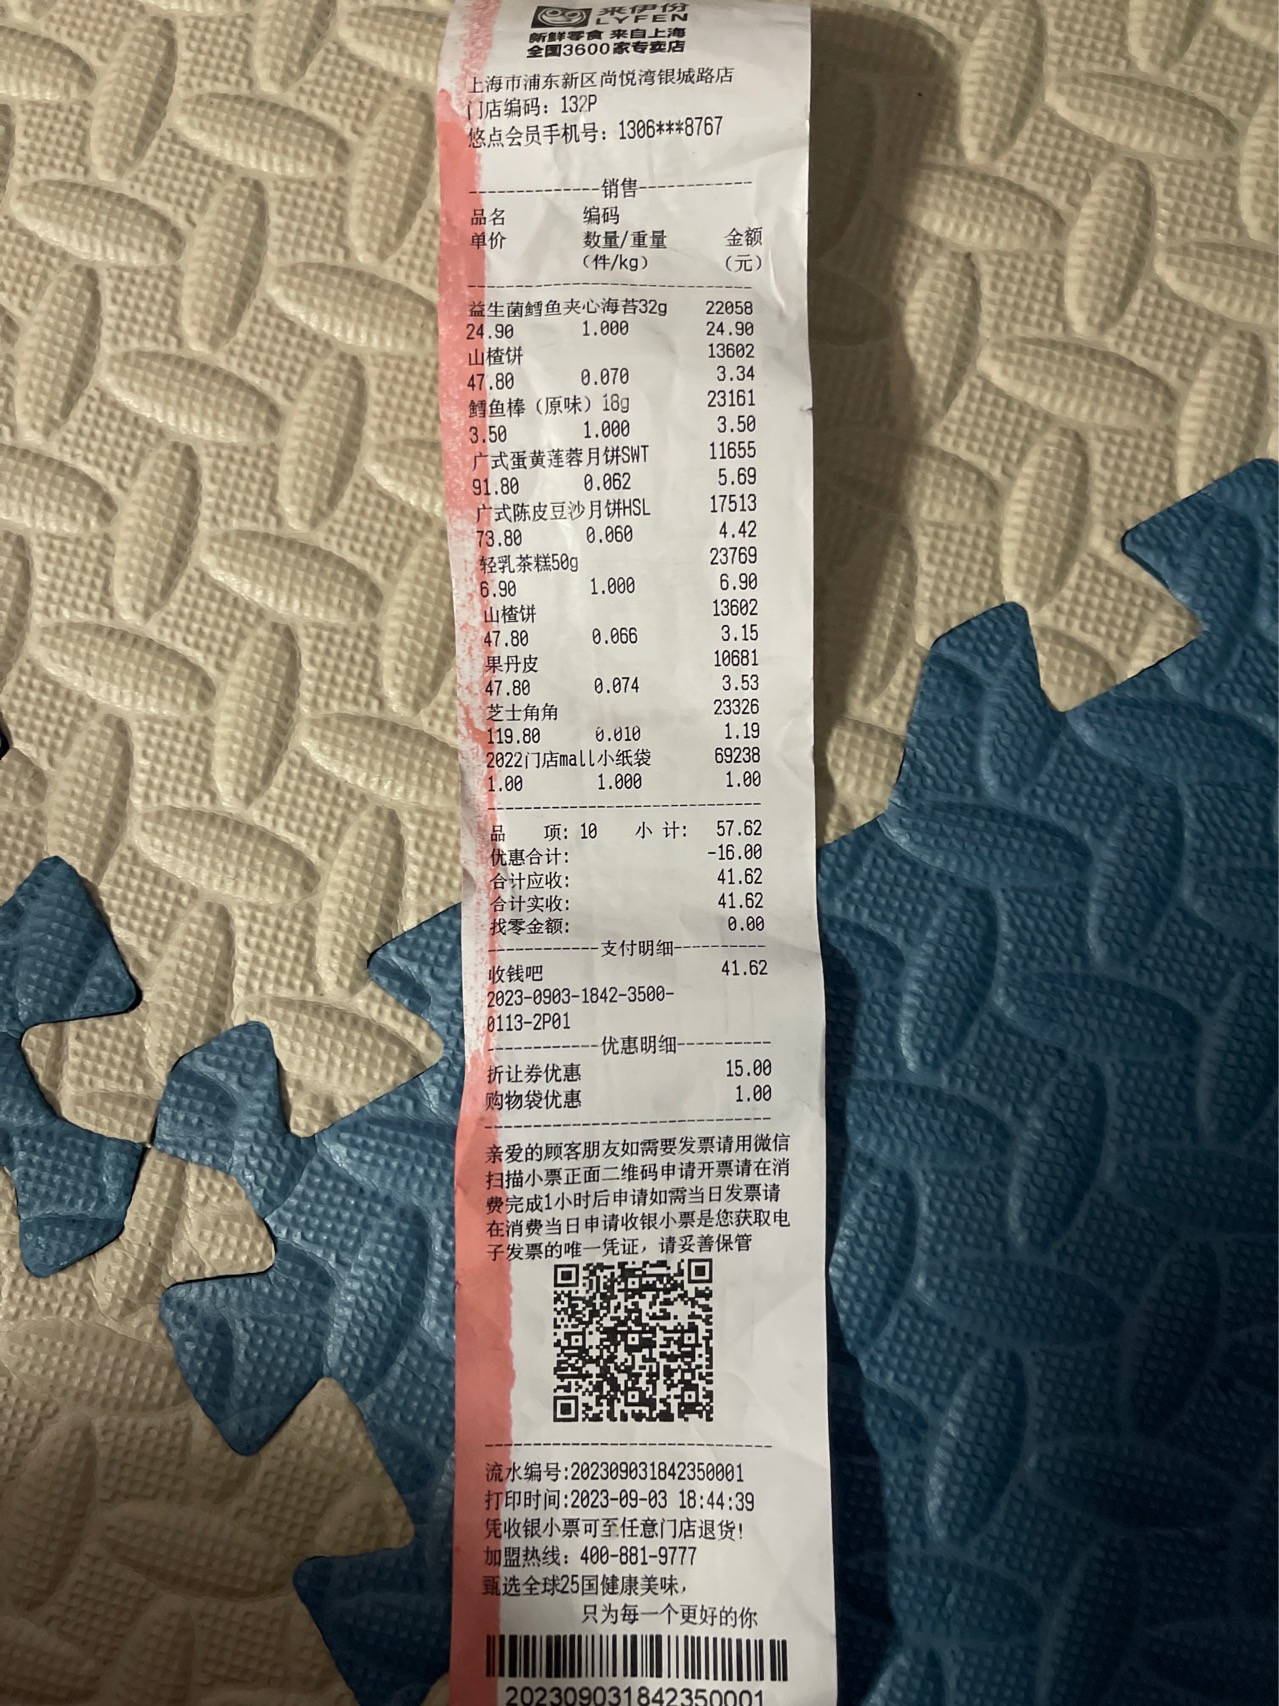 来伊份
LYFEN
新鲜零食 来自上海
全国3600家专卖店
上海市浦东新区尚悦湾银城路店
门店编码：132P
悠点会员手机号：1306***8767
--------------销售------------
品名 编码
单价 数量/重量 金额
（件/kg） （元）
益生菌鳕鱼夹心海苔32g 22058
24.90 1.000 24.90
山楂饼 13602
47.80 0.070 3.34
鳕鱼棒（原味）18g 23161
3.50 1.000 3.50
广式蛋黄莲蓉月饼SWT 11655
91.80 0.062 5.69
广式陈皮豆沙月饼HSL 17513
73.80 0.060 4.42
轻乳茶糕50g 23769
6.90 1.000 6.90
山楂饼 13602
47.80 0.066 3.15
果丹皮 10681
47.80 0.074 3.53
芝士角角 23326
119.80 0.010 1.19
2022门店mall小纸袋 69238
1.00 1.000 1.00
品 项: 10 小 计: 57.62
优惠合计: -16.00
合计应收: 41.62
合计实收: 41.62
找零金额: 0.00
------------支付明细----------
收钱吧 41.62
2023-0903-1842-3500-
0113-2P01
------------优惠明细----------
折让券优惠 15.00
购物袋优惠 1.00
亲爱的顾客朋友如需要发票请用微信
扫描小票正面二维码申请开票请在消
费完成1小时后申请如需当日发票请
在消费当日申请收银小票是您获取电
子发票的唯一凭证，请妥善保管
流水编号:202309031842350001
打印时间:2023-09-03 18:44:39
凭收银小票可至任意门店退货!
加盟热线：400-881-9777
甄选全球25国健康美味，
只为每一个更好的你
202309031842350001